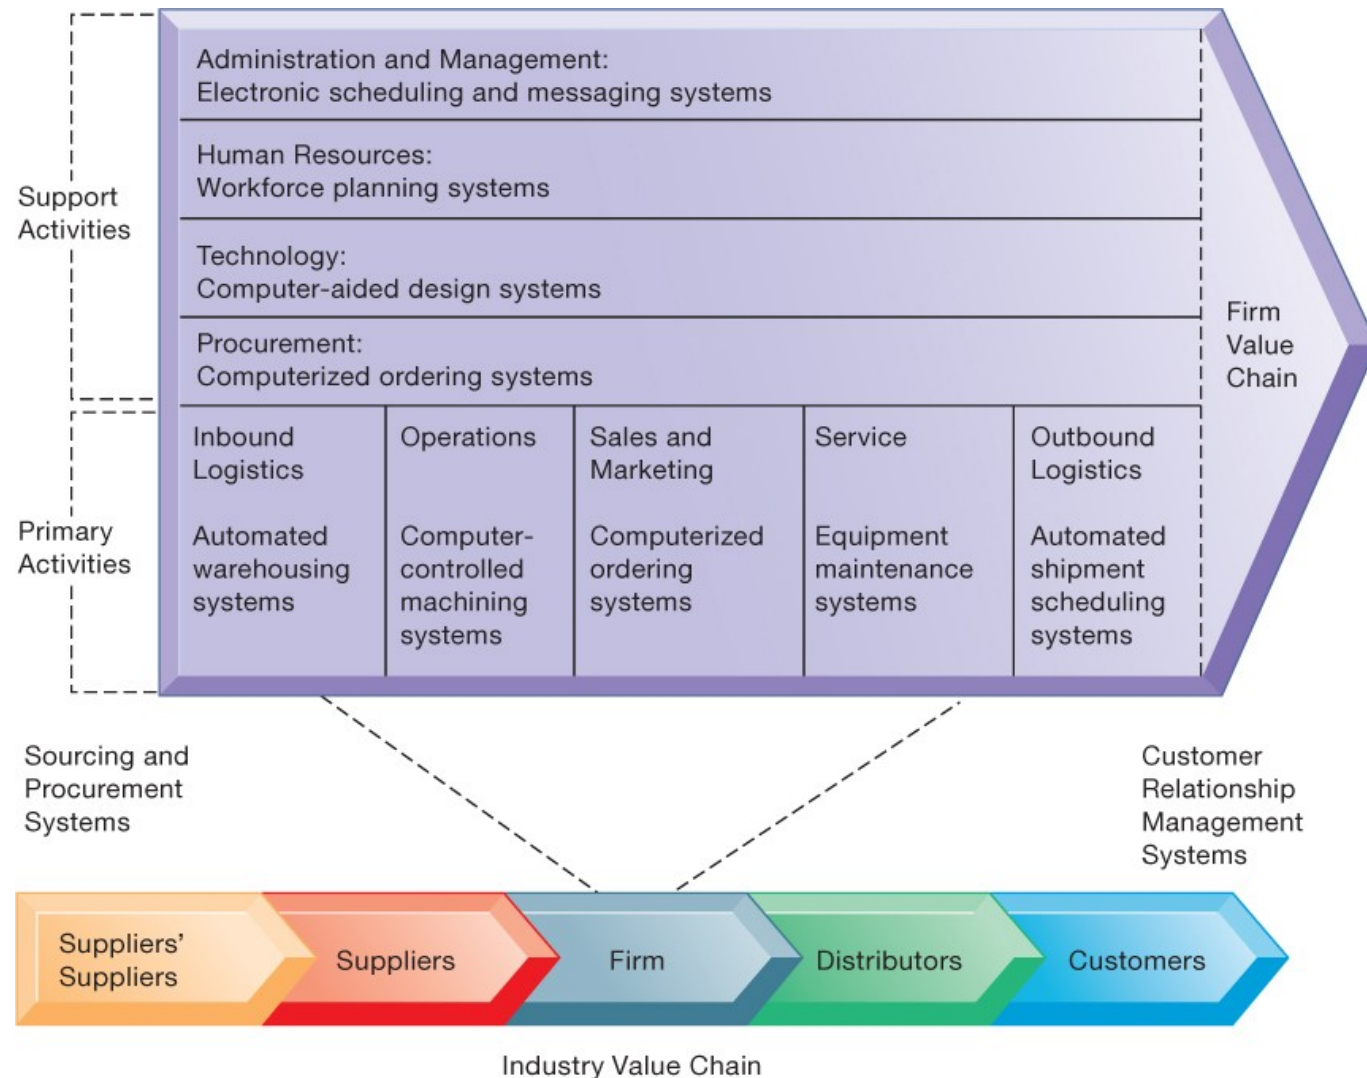 Support
Activities
Administration and Management:
Electronic scheduling and messaging systems
Human Resources:
Workforce planning systems
Technology:
Computer-aided design systems
Procurement:
Computerized ordering systems
Firm
Value
Chain
Primary
Activities
Inbound
Logistics
Automated
warehousing
systems
Operations
Computer-
controlled
machining
systems
Sales and
Marketing
Computerized
ordering
systems
Service
Equipment
maintenance
systems
Outbound
Logistics
Automated
shipment
scheduling
systems
Sourcing and
Procurement
Systems
Customer
Relationship
Management
Systems
Suppliers’
Suppliers
Suppliers
Firm
Distributors
Customers
Industry Value Chain